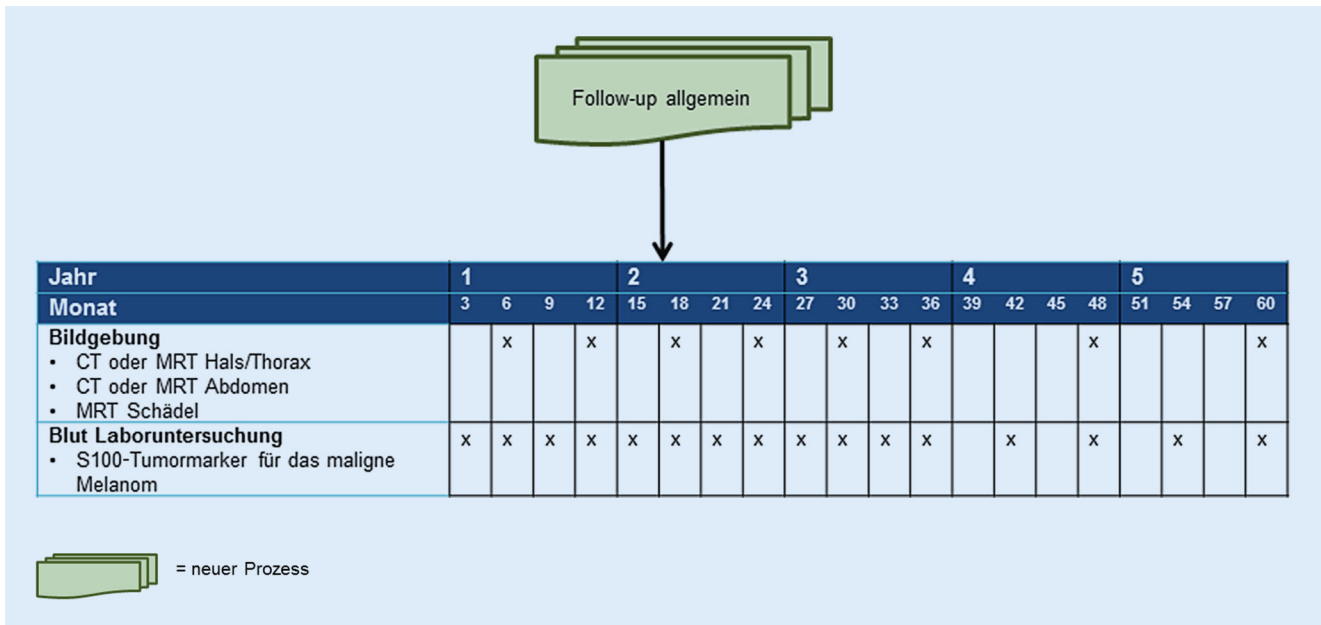 Follow-up allgemein
Jahr 1 2 3 4 5
Monat 3 6 9 12 15 18 21 24 27 30 33 36 39 42 45 48 51 54 57 60
Bildgebung x x x x x x x x
• CT oder MRT Hals/Thorax
• CT oder MRT Abdomen
• MRT Schädel
Blut Laboruntersuchung x x x x x x x x x x x x x x x x
• S100-Tumormarker für das maligne
Melanom
= neuer Prozess